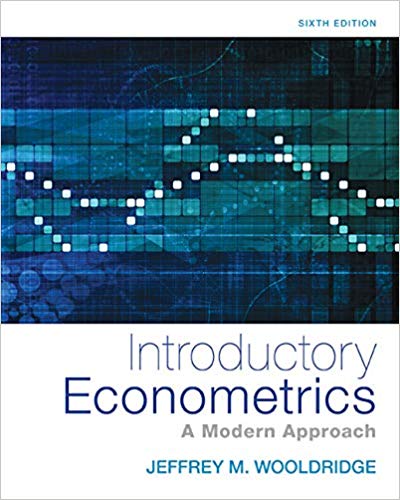 SIXTH EDITION
Introductory
Econometrics
A Modern Approach
JEFFREY M. WOOLDRIDGE